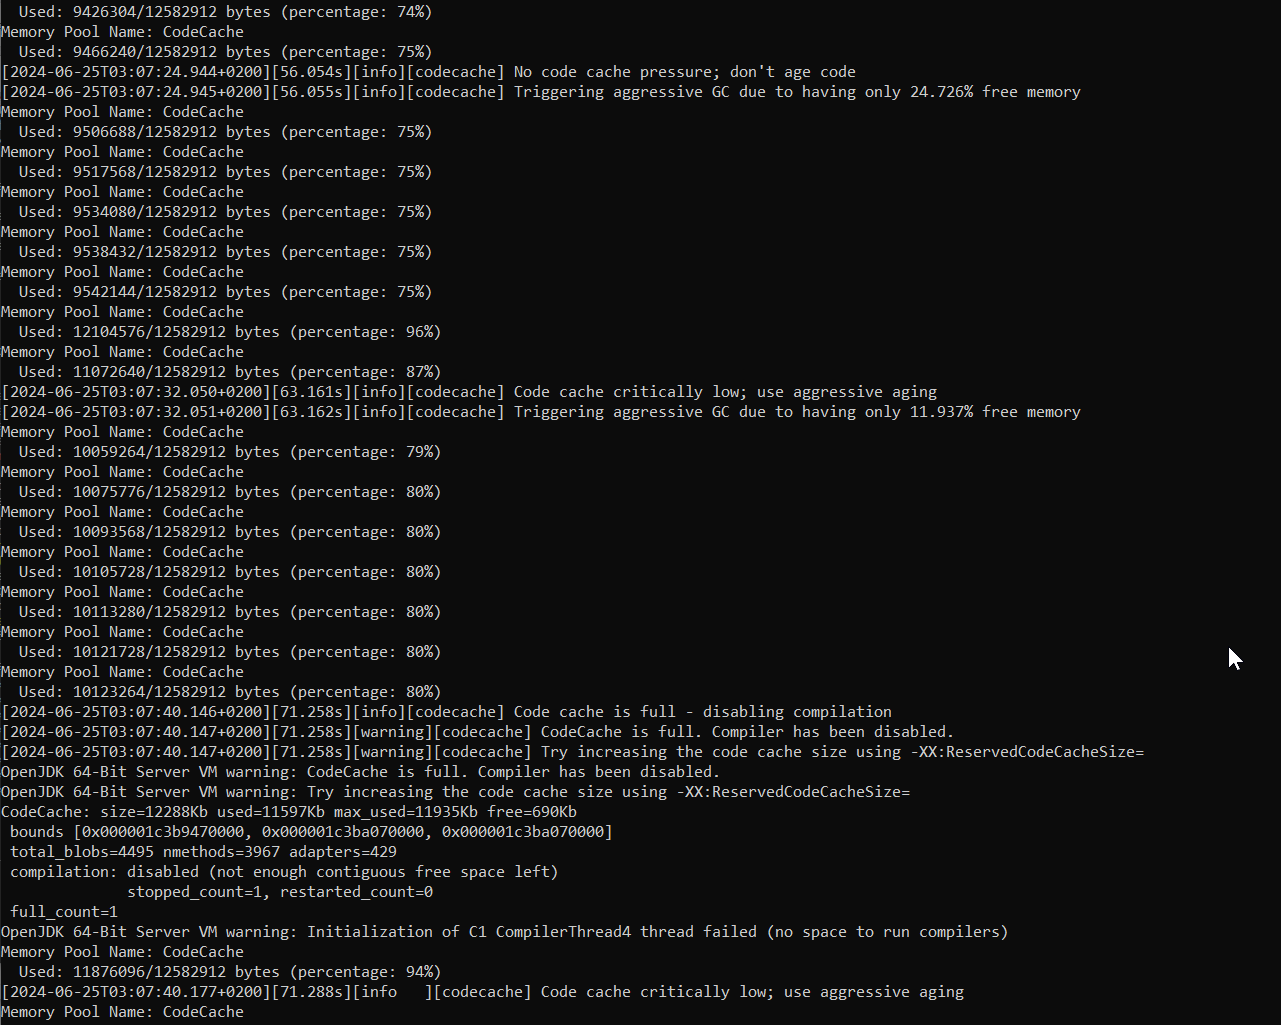 Used: 9426304/12582912 bytes (percentage: 74%)
Memory Pool Name: CodeCache
  Used: 9466240/12582912 bytes (percentage: 75%)
[2024-06-25T03:07:24.944+0200][56.054s][info][codecache] No code cache pressure; don't age code
[2024-06-25T03:07:24.945+0200][56.055s][info][codecache] Triggering aggressive GC due to having only 24.726% free memory
Memory Pool Name: CodeCache
  Used: 9506688/12582912 bytes (percentage: 75%)
Memory Pool Name: CodeCache
  Used: 9517568/12582912 bytes (percentage: 75%)
Memory Pool Name: CodeCache
  Used: 9534080/12582912 bytes (percentage: 75%)
Memory Pool Name: CodeCache
  Used: 9538432/12582912 bytes (percentage: 75%)
Memory Pool Name: CodeCache
  Used: 9542144/12582912 bytes (percentage: 75%)
Memory Pool Name: CodeCache
  Used: 12104576/12582912 bytes (percentage: 96%)
Memory Pool Name: CodeCache
  Used: 11072640/12582912 bytes (percentage: 87%)
[2024-06-25T03:07:32.050+0200][63.161s][info][codecache] Code cache critically low; use aggressive aging
[2024-06-25T03:07:32.051+0200][63.162s][info][codecache] Triggering aggressive GC due to having only 11.937% free memory
Memory Pool Name: CodeCache
  Used: 10059264/12582912 bytes (percentage: 79%)
Memory Pool Name: CodeCache
  Used: 10075776/12582912 bytes (percentage: 80%)
Memory Pool Name: CodeCache
  Used: 10093568/12582912 bytes (percentage: 80%)
Memory Pool Name: CodeCache
  Used: 10105728/12582912 bytes (percentage: 80%)
Memory Pool Name: CodeCache
  Used: 10113280/12582912 bytes (percentage: 80%)
Memory Pool Name: CodeCache
  Used: 10121728/12582912 bytes (percentage: 80%)
Memory Pool Name: CodeCache
  Used: 10123264/12582912 bytes (percentage: 80%)
[2024-06-25T03:07:40.146+0200][71.258s][info][codecache] Code cache is full - disabling compilation
[2024-06-25T03:07:40.147+0200][71.258s][warning][codecache] CodeCache is full. Compiler has been disabled.
[2024-06-25T03:07:40.147+0200][71.258s][warning][codecache] Try increasing the code cache size using -XX:ReservedCodeCacheSize=
OpenJDK 64-Bit Server VM warning: CodeCache is full. Compiler has been disabled.
OpenJDK 64-Bit Server VM warning: Try increasing the code cache size using -XX:ReservedCodeCacheSize=
CodeCache: size=12288Kb used=11597Kb max_used=11935Kb free=690Kb
 bounds [0x000001c3b9470000, 0x000001c3ba070000, 0x000001c3ba070000]
 total_blobs=4495 nmethods=3967 adapters=429
 compilation: disabled (not enough contiguous free space left)
              stopped_count=1, restarted_count=0
 full_count=1
OpenJDK 64-Bit Server VM warning: Initialization of C1 CompilerThread4 thread failed (no space to run compilers)
Memory Pool Name: CodeCache
  Used: 11876096/12582912 bytes (percentage: 94%)
[2024-06-25T03:07:40.177+0200][71.288s][info   ][codecache] Code cache critically low; use aggressive aging
Memory Pool Name: CodeCache